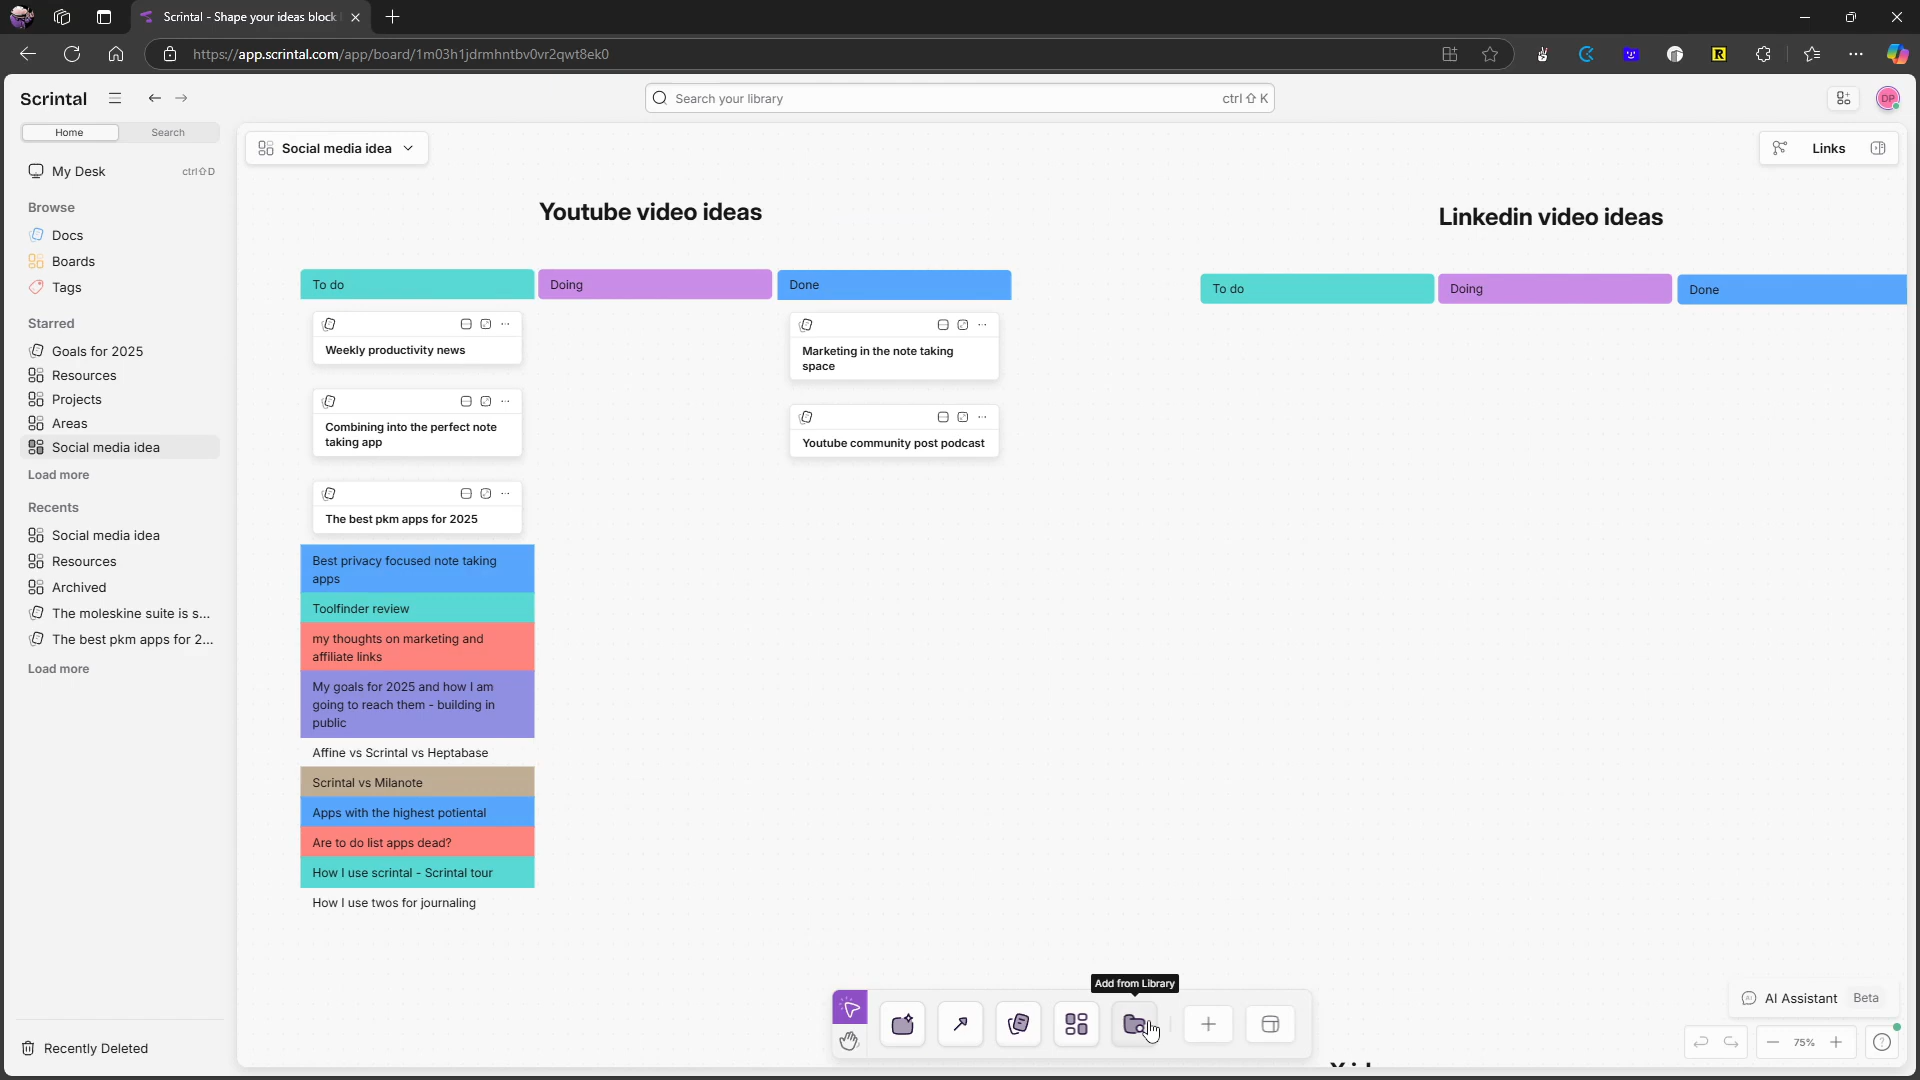 Scrintal - Shape your ideas block
https://app.scrintal.com/app/board/1m03h1jdrmhntbv0vr2qwt8ek0
Scrintal
Search your library
ctrl⇧K
DP
Home
Search
My Desk
ctrl⇧D
Browse
Docs
Boards
Tags
Starred
Goals for 2025
Resources
Projects
Areas
Social media idea
Load more
Recents
Social media idea
Resources
Archived
The moleskine suite is s...
The best pkm apps for 2...
Load more
Recently Deleted
Social media idea
Links
Youtube video ideas
To do
Doing
Done
Weekly productivity news
Combining into the perfect note
taking app
The best pkm apps for 2025
Best privacy focused note taking
apps
Toolfinder review
my thoughts on marketing and
affiliate links
My goals for 2025 and how I am
going to reach them - building in
public
Affine vs Scrintal vs Heptabase
Scrintal vs Milanote
Apps with the highest potiental
Are to do list apps dead?
How I use scrintal - Scrintal tour
How I use twos for journaling
Marketing in the note taking
space
Youtube community post podcast
Linkedin video ideas
To do
Doing
Done
Add from Library
AI Assistant
Beta
75%